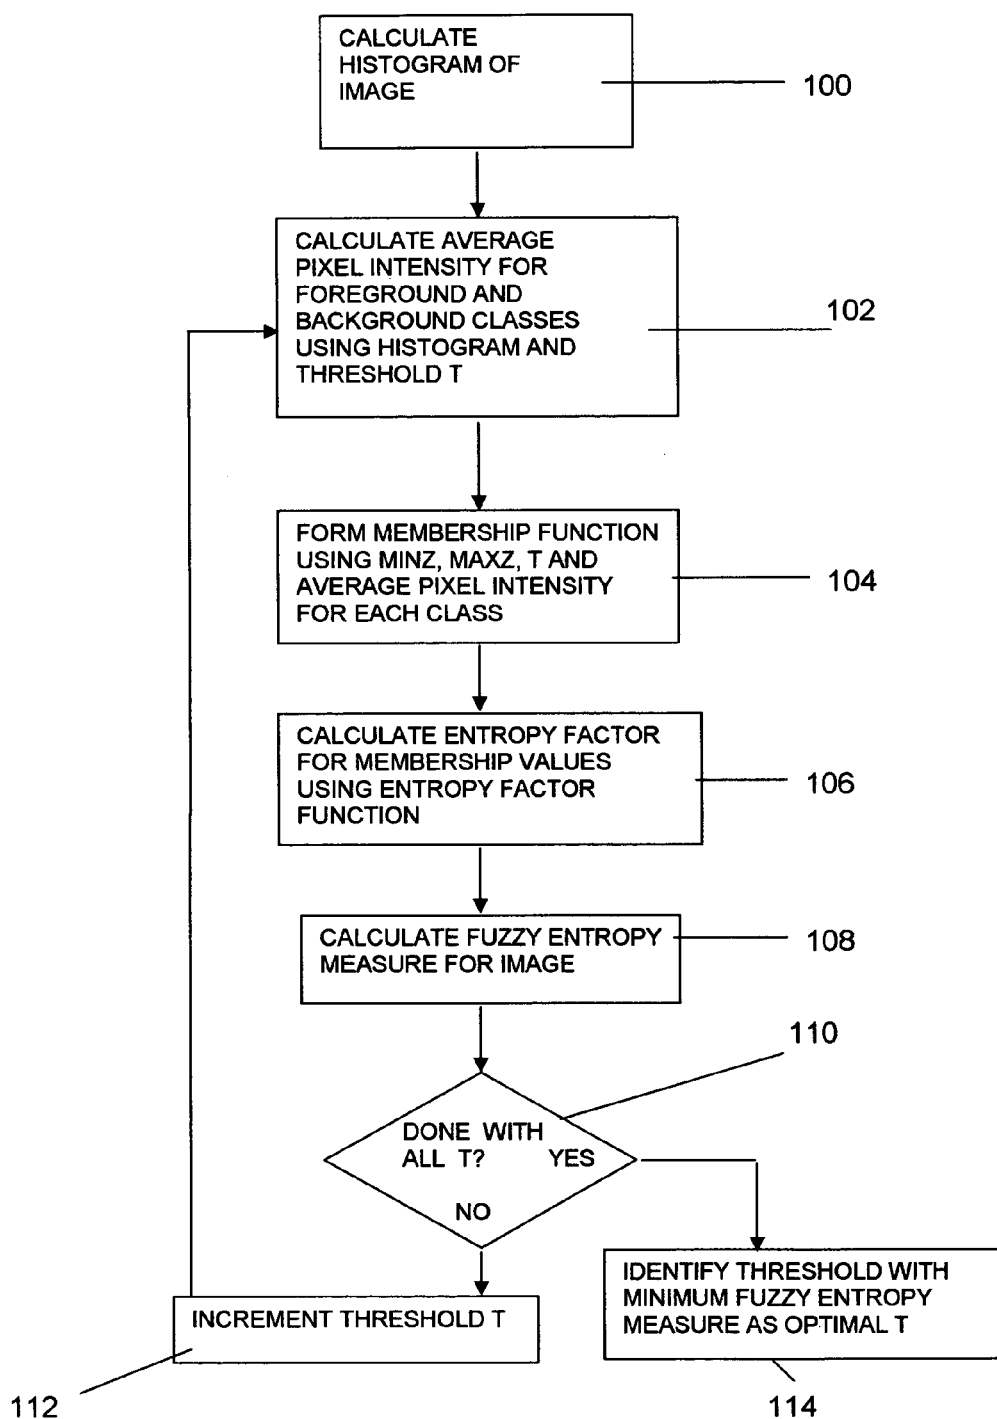 CALCULATE
HISTOGRAM OF
IMAGE
100
CALCULATE AVERAGE
PIXEL INTENSITY FOR
FOREGROUND AND
BACKGROUND CLASSES
USING HISTOGRAM AND
THRESHOLD T
102
FORM MEMBERSHIP FUNCTION
USING MINZ, MAXZ, T AND
AVERAGE PIXEL INTENSITY
FOR EACH CLASS
104
CALCULATE ENTROPY FACTOR
FOR MEMBERSHIP VALUES
USING ENTROPY FACTOR
FUNCTION
106
CALCULATE FUZZY ENTROPY
MEASURE FOR IMAGE
108
110
DONE WITH
ALL T? YES
NO
INCREMENT THRESHOLD T
112
IDENTIFY THRESHOLD WITH
MINIMUM FUZZY ENTROPY
MEASURE AS OPTIMAL T
114